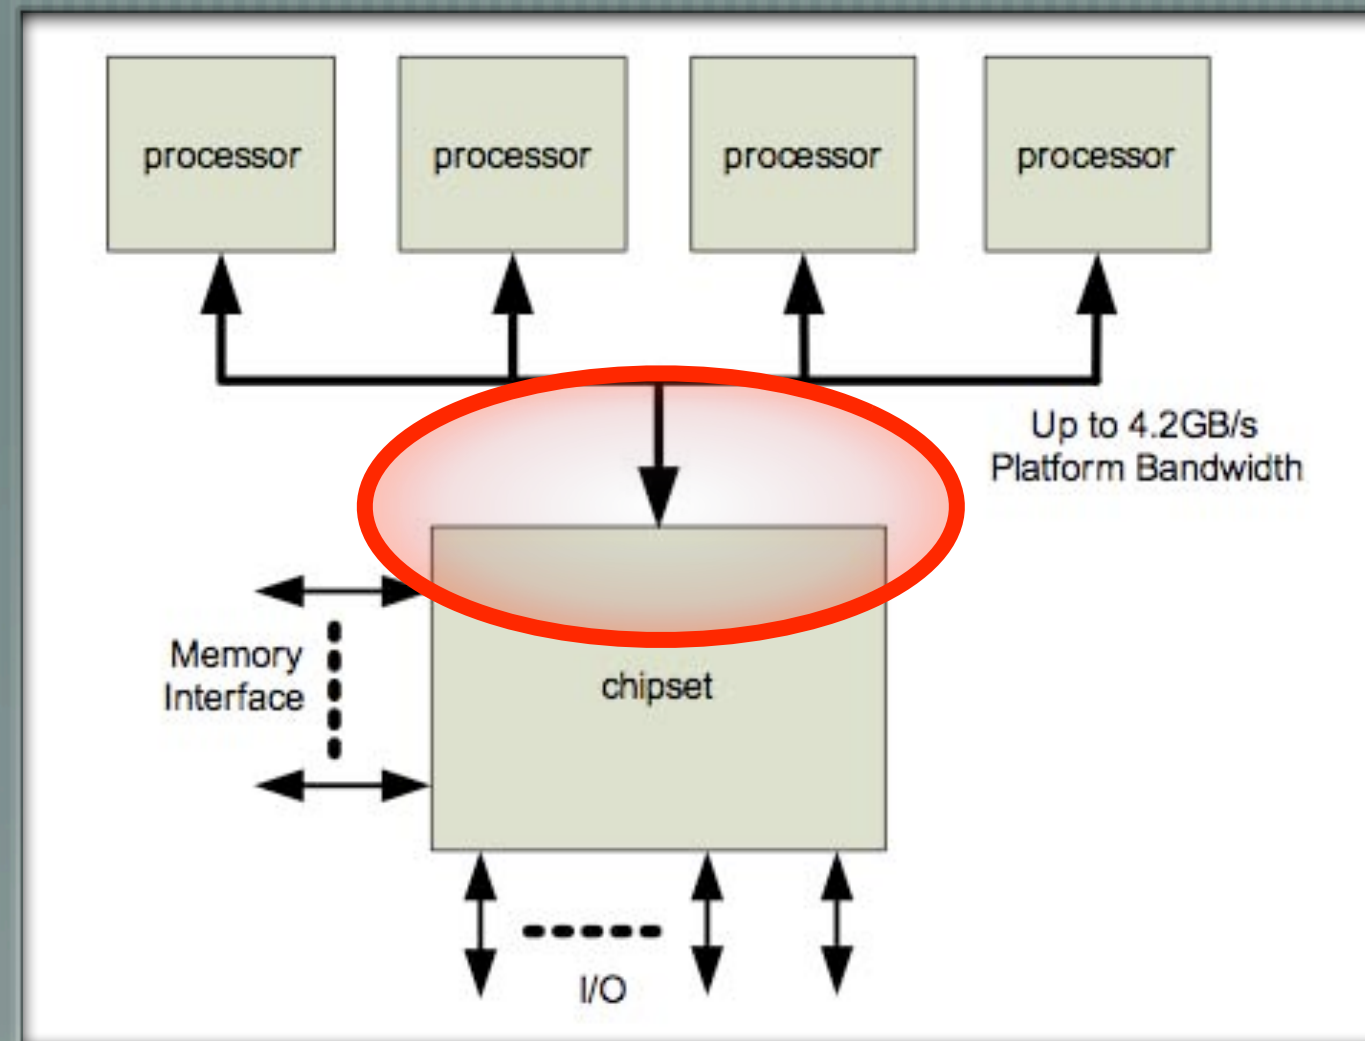 processor
processor
processor
processor
Up to 4.2GB/s
Platform Bandwidth
Memory
Interface
chipset
I/O